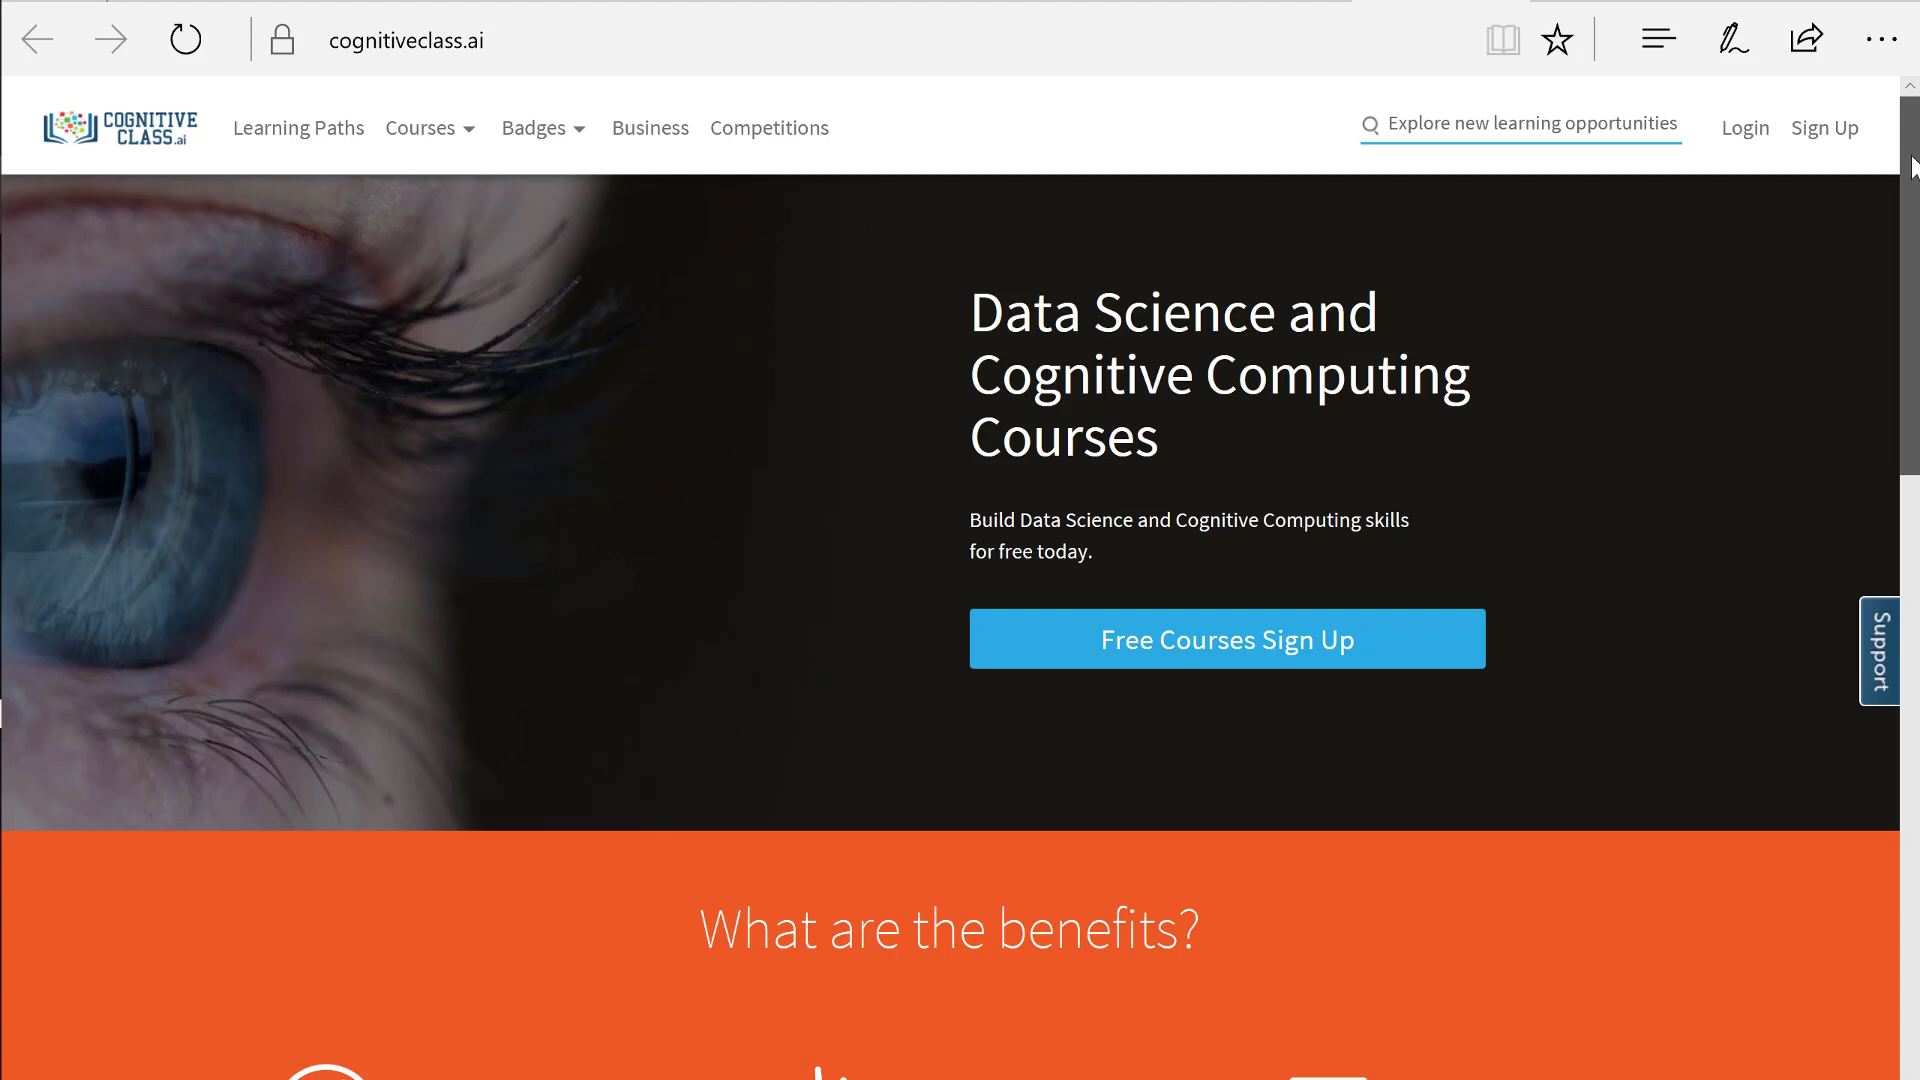 cognitiveclass.ai
COGNITIVE
CLASS.ai
Learning Paths
Courses
Badges
Business
Competitions
Explore new learning opportunities
Login
Sign Up
Data Science and
Cognitive Computing
Courses
Build Data Science and Cognitive Computing skills
for free today.
Free Courses Sign Up
Support
What are the benefits?